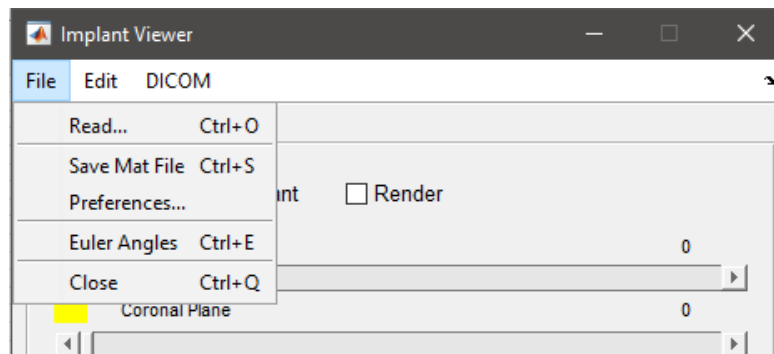 Implant Viewer
File Edit DICOM
Read... Ctrl+O
Save Mat File Ctrl+S
Preferences...
Euler Angles Ctrl+E
Close Ctrl+Q
Render
0
Coronal Plane 0